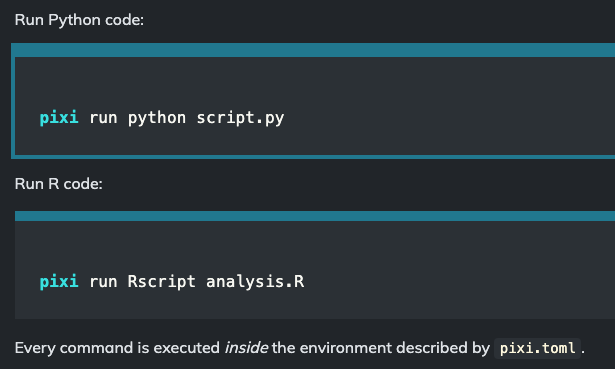 Run Python code:
pixi run python script.py
Run R code:
pixi run Rscript analysis.R
Every command is executed inside the environment described by pixi.toml.